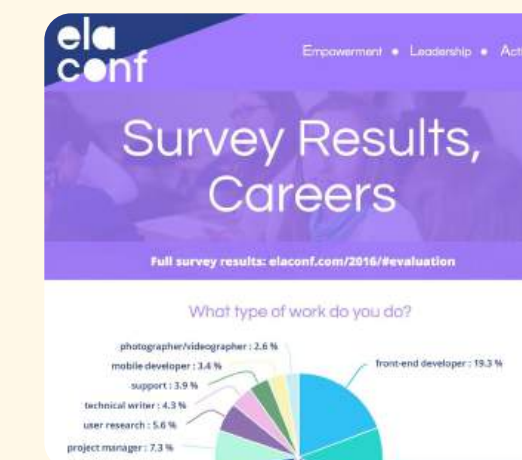 ela
conf
Empowerment • Leadership •
Survey Results,
Careers
Full survey results: elaconf.com/2016/#evaluation
What type of work do you do?
photographer/videographer : 2.6 %
mobile developer : 3.4 %
support : 3.9 %
technical writer : 4.3 %
user research : 5.6 %
project manager : 7.3 %
front-end developer : 19.3 %